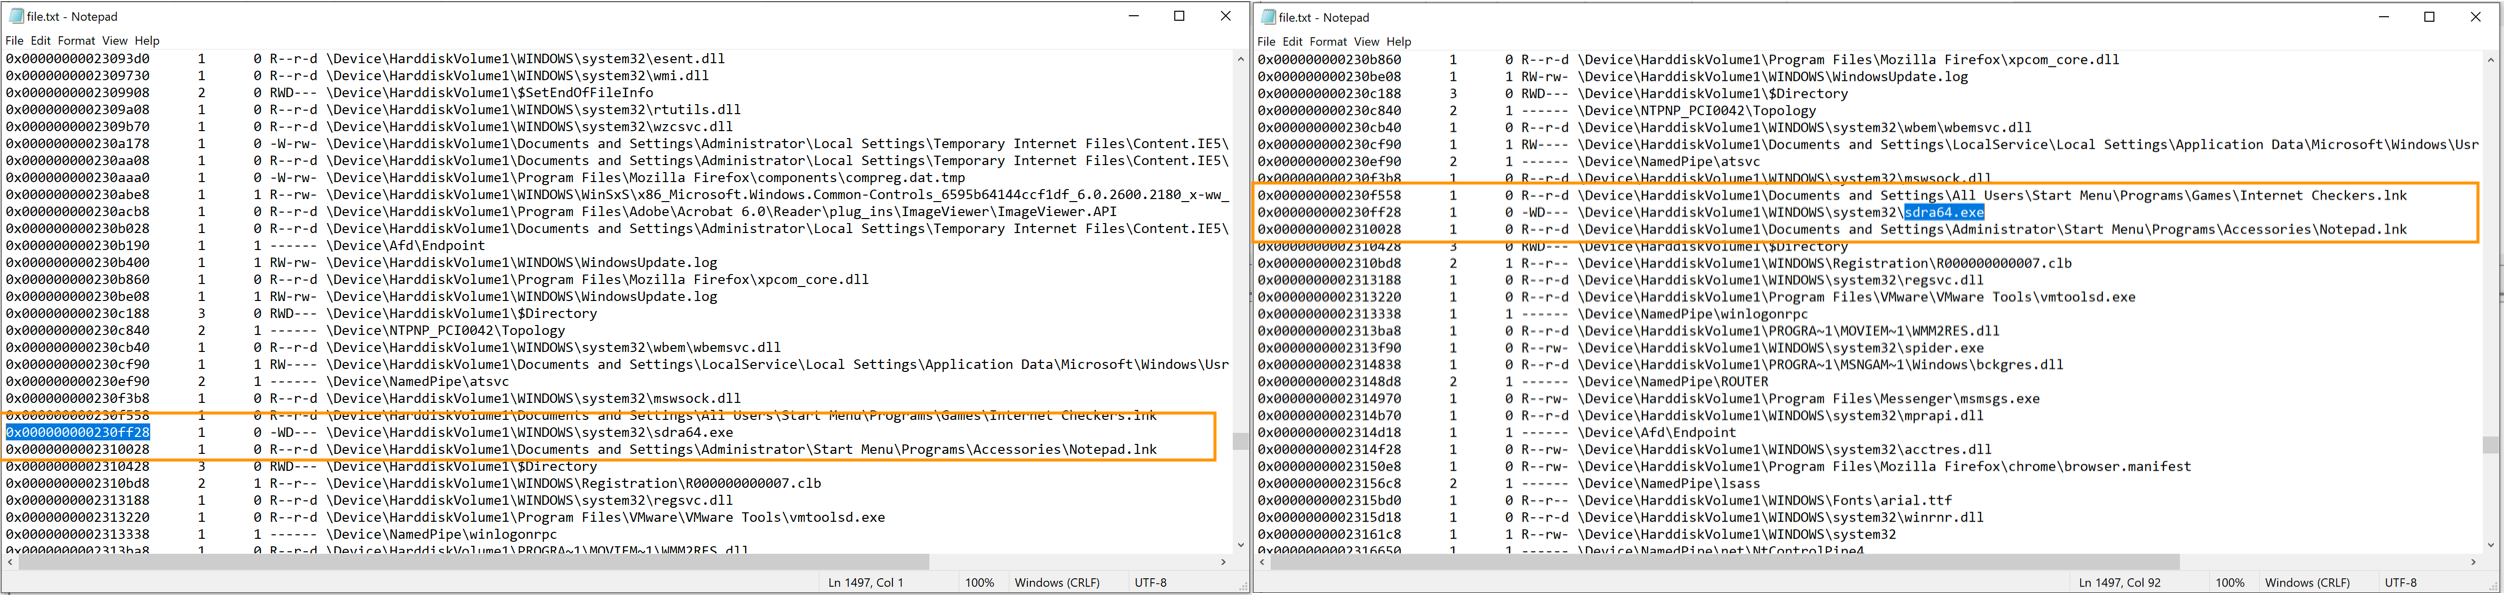 file.txt - Notepad
File Edit Format View Help
0x00000000023093d0 1 0 R--r-d \Device\HarddiskVolume1\WINDOWS\system32\esent.dll
0x0000000002309730 1 0 R--r-d \Device\HarddiskVolume1\WINDOWS\system32\wmi.dll
0x0000000002309908 2 0 RWD--- \Device\HarddiskVolume1\$SetEndOfFileInfo
0x0000000002309a08 1 0 R--r-d \Device\HarddiskVolume1\WINDOWS\system32\rtutils.dll
0x0000000002309b70 1 0 R--r-d \Device\HarddiskVolume1\WINDOWS\system32\wzcsvc.dll
0x000000000230a178 1 0 -W-rw- \Device\HarddiskVolume1\Documents and Settings\Administrator\Local Settings\Temporary Internet Files\Content.IE5\
0x000000000230aa08 1 0 R--r-d \Device\HarddiskVolume1\Documents and Settings\Administrator\Local Settings\Temporary Internet Files\Content.IE5\
0x000000000230aaa0 1 0 -W-rw- \Device\HarddiskVolume1\Program Files\Mozilla Firefox\components\compreg.dat.tmp
0x000000000230abe8 1 1 R--rw- \Device\HarddiskVolume1\WINDOWS\WinSxS\x86_Microsoft.Windows.Common-Controls_6595b64144ccf1df_6.0.2600.2180_x-ww_
0x000000000230acb8 1 0 R--r-d \Device\HarddiskVolume1\Program Files\Adobe\Acrobat 6.0\Reader\plug_ins\ImageViewer\ImageViewer.API
0x000000000230b028 1 0 R--r-d \Device\HarddiskVolume1\Documents and Settings\Administrator\Local Settings\Temporary Internet Files\Content.IE5\
0x000000000230b190 1 1 ------ \Device\Afd\Endpoint
0x000000000230b400 1 1 RW-rw- \Device\HarddiskVolume1\WINDOWS\WindowsUpdate.log
0x000000000230b860 1 0 R--r-d \Device\HarddiskVolume1\Program Files\Mozilla Firefox\xpcom_core.dll
0x000000000230be08 1 1 RW-rw- \Device\HarddiskVolume1\WINDOWS\WindowsUpdate.log
0x000000000230c188 3 0 RWD--- \Device\HarddiskVolume1\$Directory
0x000000000230c840 2 1 ------ \Device\NTPNP_PCI0042\Topology
0x000000000230cb40 1 0 R--r-d \Device\HarddiskVolume1\WINDOWS\system32\wbem\wbemsvc.dll
0x000000000230cf90 1 1 RW---- \Device\HarddiskVolume1\Documents and Settings\LocalService\Local Settings\Application Data\Microsoft\Windows\Usr
0x000000000230ef90 2 1 ------ \Device\NamedPipe\atsvc
0x000000000230f3b8 1 0 R--r-d \Device\HarddiskVolume1\WINDOWS\system32\mswsock.dll
0x000000000230f558 1 0 R--r-d \Device\HarddiskVolume1\Documents and Settings\All Users\Start Menu\Programs\Games\Internet Checkers.lnk
0x000000000230ff28 1 0 -WD--- \Device\HarddiskVolume1\WINDOWS\system32\sdra64.exe
0x0000000002310028 1 0 R--r-d \Device\HarddiskVolume1\Documents and Settings\Administrator\Start Menu\Programs\Accessories\Notepad.lnk
0x0000000002310428 3 0 RWD--- \Device\HarddiskVolume1\$Directory
0x0000000002310bd8 2 1 R--r-- \Device\HarddiskVolume1\WINDOWS\Registration\R000000000007.clb
0x0000000002313188 1 0 R--r-d \Device\HarddiskVolume1\WINDOWS\system32\regsvc.dll
0x0000000002313220 1 0 R--r-d \Device\HarddiskVolume1\Program Files\VMware\VMware Tools\vmtoolsd.exe
0x0000000002313338 1 1 ------ \Device\NamedPipe\winlogonrpc
0x0000000002313ba8 1 0 R--r-d \Device\HarddiskVolume1\PROGRA~1\MOVIEM~1\WMM2RES.dll
Ln 1497, Col 1 100% Windows (CRLF) UTF-8
file.txt - Notepad
File Edit Format View Help
0x000000000230b860 1 0 R--r-d \Device\HarddiskVolume1\Program Files\Mozilla Firefox\xpcom_core.dll
0x000000000230be08 1 1 RW-rw- \Device\HarddiskVolume1\WINDOWS\WindowsUpdate.log
0x000000000230c188 3 0 RWD--- \Device\HarddiskVolume1\$Directory
0x000000000230c840 2 1 ------ \Device\NTPNP_PCI0042\Topology
0x000000000230cb40 1 0 R--r-d \Device\HarddiskVolume1\WINDOWS\system32\wbem\wbemsvc.dll
0x000000000230cf90 1 1 RW---- \Device\HarddiskVolume1\Documents and Settings\LocalService\Local Settings\Application Data\Microsoft\Windows\Usr
0x000000000230ef90 2 1 ------ \Device\NamedPipe\atsvc
0x000000000230f3b8 1 0 R--r-d \Device\HarddiskVolume1\WINDOWS\system32\mswsock.dll
0x000000000230f558 1 0 R--r-d \Device\HarddiskVolume1\Documents and Settings\All Users\Start Menu\Programs\Games\Internet Checkers.lnk
0x000000000230ff28 1 0 -WD--- \Device\HarddiskVolume1\WINDOWS\system32\sdra64.exe
0x0000000002310028 1 0 R--r-d \Device\HarddiskVolume1\Documents and Settings\Administrator\Start Menu\Programs\Accessories\Notepad.lnk
0x0000000002310428 3 0 RWD--- \Device\HarddiskVolume1\$Directory
0x0000000002310bd8 2 1 R--r-- \Device\HarddiskVolume1\WINDOWS\Registration\R000000000007.clb
0x0000000002313188 1 0 R--r-d \Device\HarddiskVolume1\WINDOWS\system32\regsvc.dll
0x0000000002313220 1 0 R--r-d \Device\HarddiskVolume1\Program Files\VMware\VMware Tools\vmtoolsd.exe
0x0000000002313338 1 1 ------ \Device\NamedPipe\winlogonrpc
0x0000000002313ba8 1 0 R--r-d \Device\HarddiskVolume1\PROGRA~1\MOVIEM~1\WMM2RES.dll
0x0000000002313f90 1 0 R--rw- \Device\HarddiskVolume1\WINDOWS\system32\spider.exe
0x0000000002314838 1 0 R--r-d \Device\HarddiskVolume1\PROGRA~1\MSNGAM~1\Windows\bckgres.dll
0x00000000023148d8 2 1 ------ \Device\NamedPipe\ROUTER
0x0000000002314970 1 0 R--rw- \Device\HarddiskVolume1\Program Files\Messenger\msmsgs.exe
0x0000000002314b70 1 0 R--r-d \Device\HarddiskVolume1\WINDOWS\system32\mprapi.dll
0x0000000002314d18 1 1 ------ \Device\Afd\Endpoint
0x0000000002314f28 1 0 R--r-d \Device\HarddiskVolume1\WINDOWS\system32\acctres.dll
0x00000000023150e8 1 0 R--rw- \Device\HarddiskVolume1\Program Files\Mozilla Firefox\chrome\browser.manifest
0x00000000023156c8 2 1 ------ \Device\NamedPipe\lsass
0x0000000002315bd0 1 0 R--r-- \Device\HarddiskVolume1\WINDOWS\Fonts\arial.ttf
0x0000000002315d18 1 0 R--r-d \Device\HarddiskVolume1\WINDOWS\system32\winrnr.dll
0x00000000023161c8 1 1 R--rw- \Device\HarddiskVolume1\WINDOWS\system32
0x0000000002316650 1 1 ------ \Device\NamedPipe\net\NtControlPipe4
Ln 1497, Col 92 100% Windows (CRLF) UTF-8